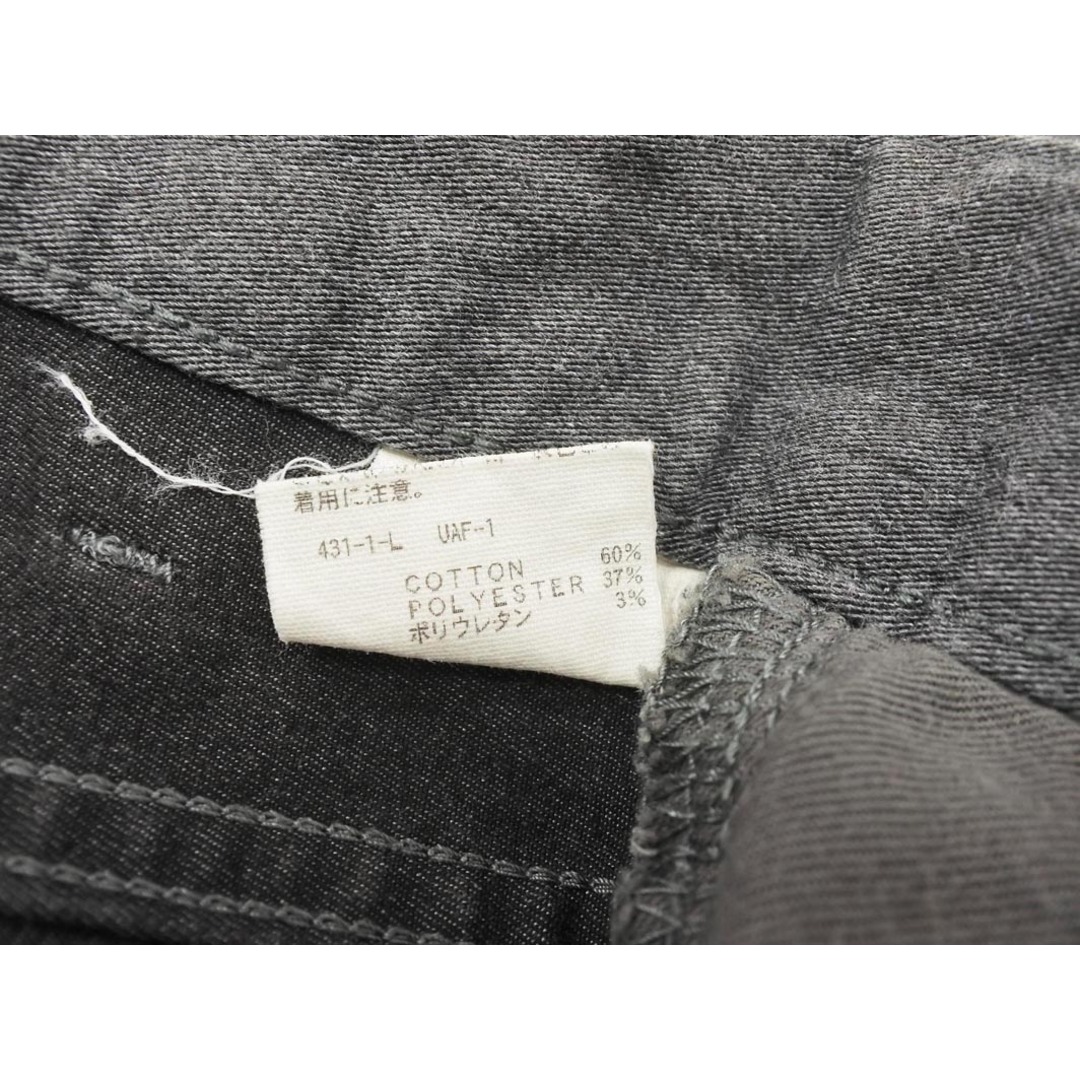 着用に注意。
431-1-L UAF-1
COTTON 60%
POLYESTER 37%
ポリウレタン 3%